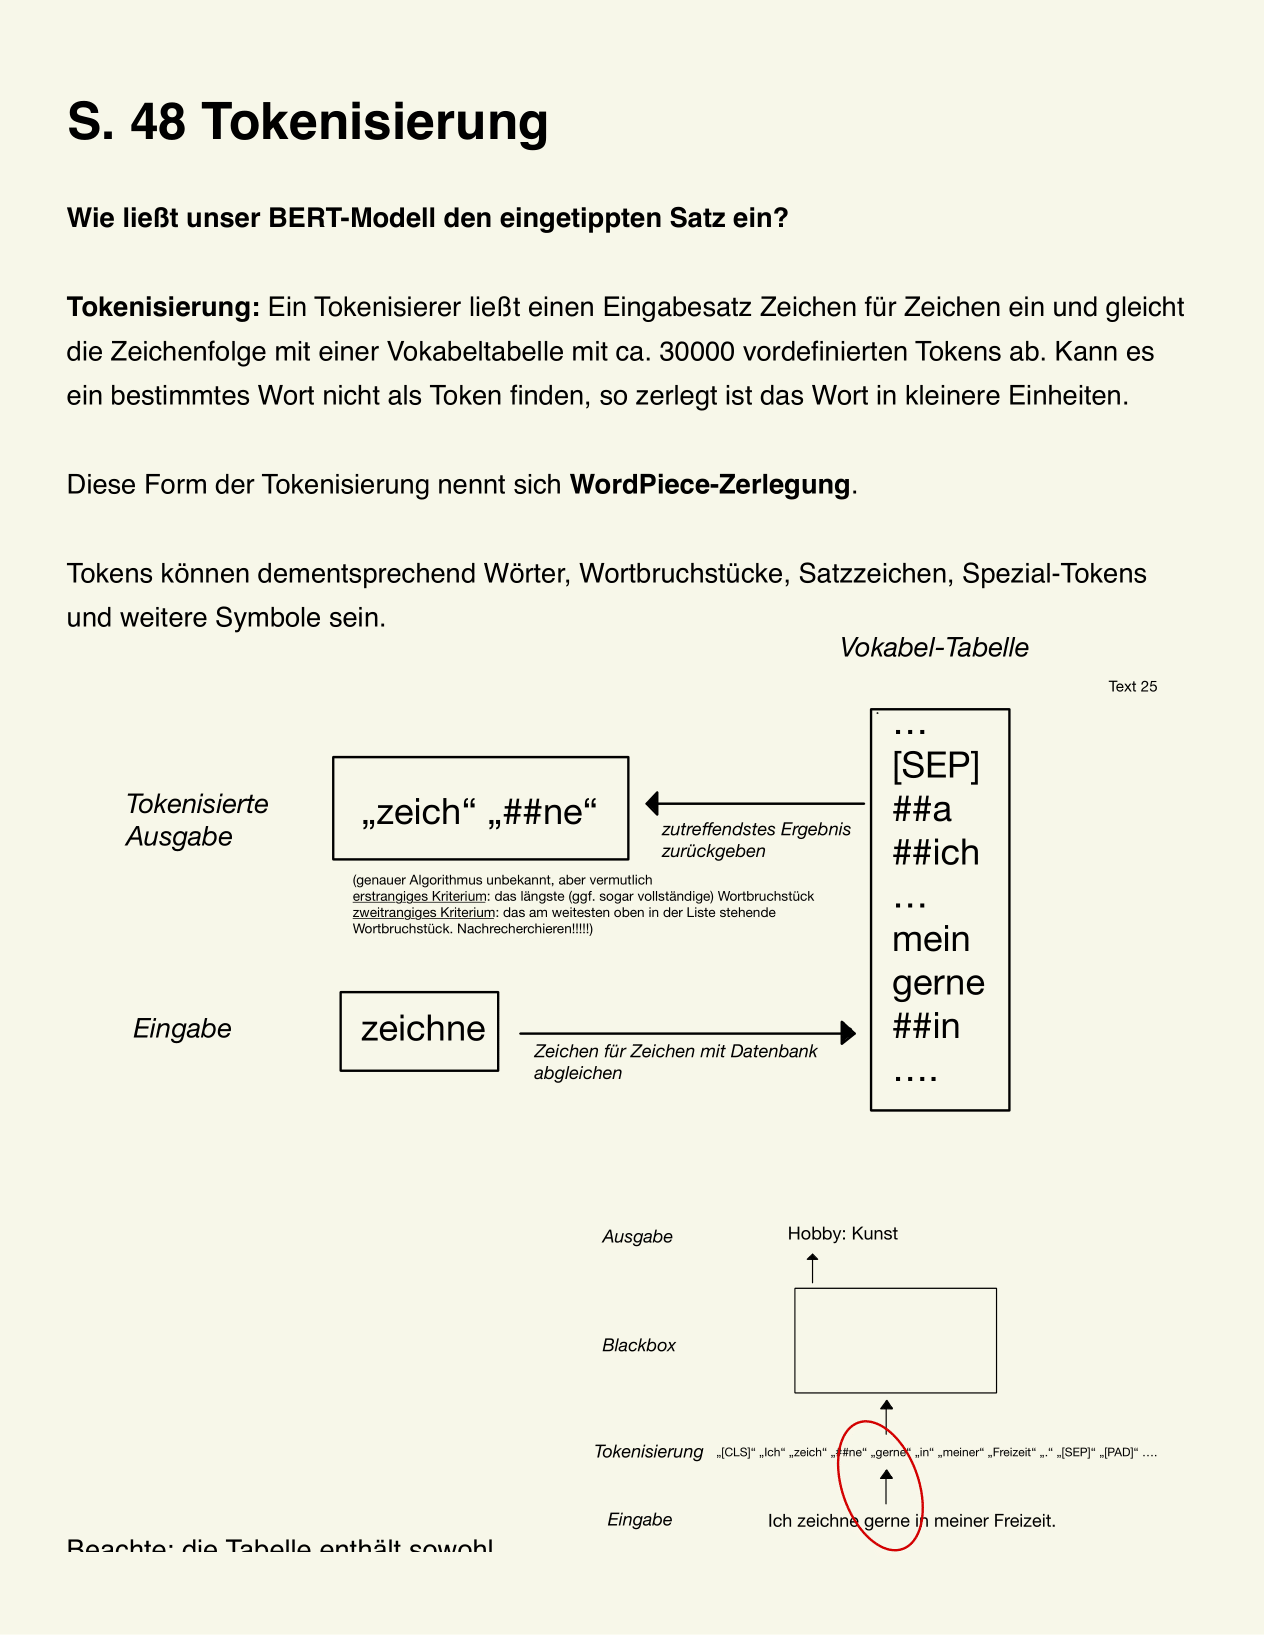 S. 48 Tokenisierung
Wie ließt unser BERT-Modell den eingetippten Satz ein?
Tokenisierung: Ein Tokenisierer ließt einen Eingabesatz Zeichen für Zeichen ein und gleicht
die Zeichenfolge mit einer Vokabeltabelle mit ca. 30000 vordefinierten Tokens ab. Kann es
ein bestimmtes Wort nicht als Token finden, so zerlegt ist das Wort in kleinere Einheiten.
Diese Form der Tokenisierung nennt sich WordPiece-Zerlegung.
Tokens können dementsprechend Wörter, Wortbruchstücke, Satzzeichen, Spezial-Tokens
und weitere Symbole sein.
Vokabel-Tabelle
Text 25
Tokenisierte
Ausgabe
„zeich“ „##ne“
zutreffendstes Ergebnis
zurückgeben
(genauer Algorithmus unbekannt, aber vermutlich
erstrangiges Kriterium: das längste (ggf. sogar vollständige) Wortbruchstück
zweitrangiges Kriterium: das am weitesten oben in der Liste stehende
Wortbruchstück. Nachrecherchieren!!!!!)
…
[SEP]
##a
##ich
…
mein
gerne
##in
….
Eingabe
zeichne
Zeichen für Zeichen mit Datenbank
abgleichen
Ausgabe
Hobby: Kunst
Blackbox
Tokenisierung „[CLS]“ „Ich“ „zeich“ „##ne“ „gerne“ „in“ „meiner“ „Freizeit“ „.“ „[SEP]“ „[PAD]“ ….
Eingabe
Ich zeichne gerne in meiner Freizeit.
Beachte: die Tabelle enthält sowohl